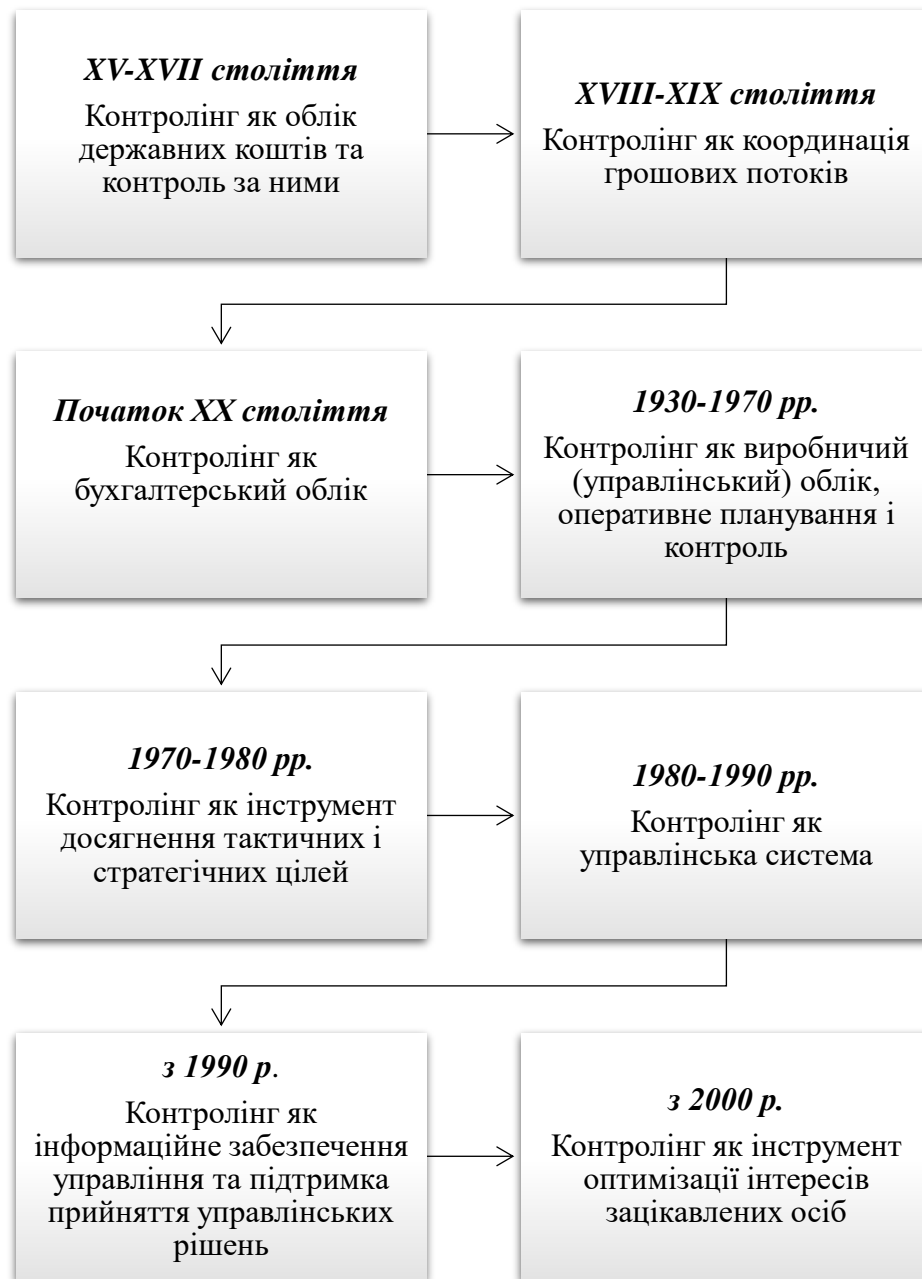 XV-XVII століття
Контролінг як облік
державних коштів та
контроль за ними
XVIII-XIX століття
Контролінг як координація
грошових потоків
Початок XX століття
Контролінг як
бухгалтерський облік
1930-1970 рр.
Контролінг як виробничий
(управлінський) облік,
оперативне планування і
контроль
1970-1980 рр.
Контролінг як інструмент
досягнення тактичних і
стратегічних цілей
1980-1990 рр.
Контролінг як
управлінська система
з 1990 р.
Контролінг як
інформаційне забезпечення
управління та підтримка
прийняття управлінських
рішень
з 2000 р.
Контролінг як інструмент
оптимізації інтересів
зацікавлених осіб